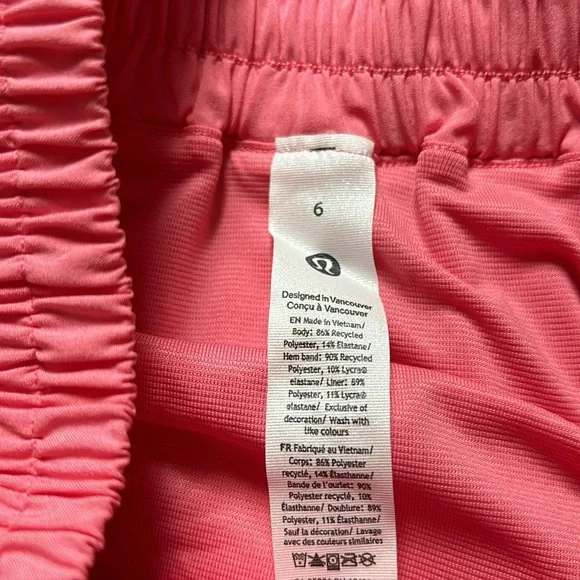 6
Designed in Vancouver
Conçu à Vancouver
EN Made in Vietnam/
Body: 86% Recycled
Polyester, 14% Elastane/
Hem band: 90% Recycled
Polyester, 10% Lycra®
elastane/ Liner: 89%
Polyester, 11% Lycra®
elastane/ Exclusive of
decoration/ Wash with
like colours
FR Fabriqué au Vietnam/
Corps: 86% Polyester
recyclé, 14% Élasthanne/
Bande de l'ourlet: 90%
Polyester recyclé, 10%
Élasthanne/ Doublure: 89%
Polyester, 11% Élasthanne/
Sauf la décoration/ Lavage
avec des couleurs similaires